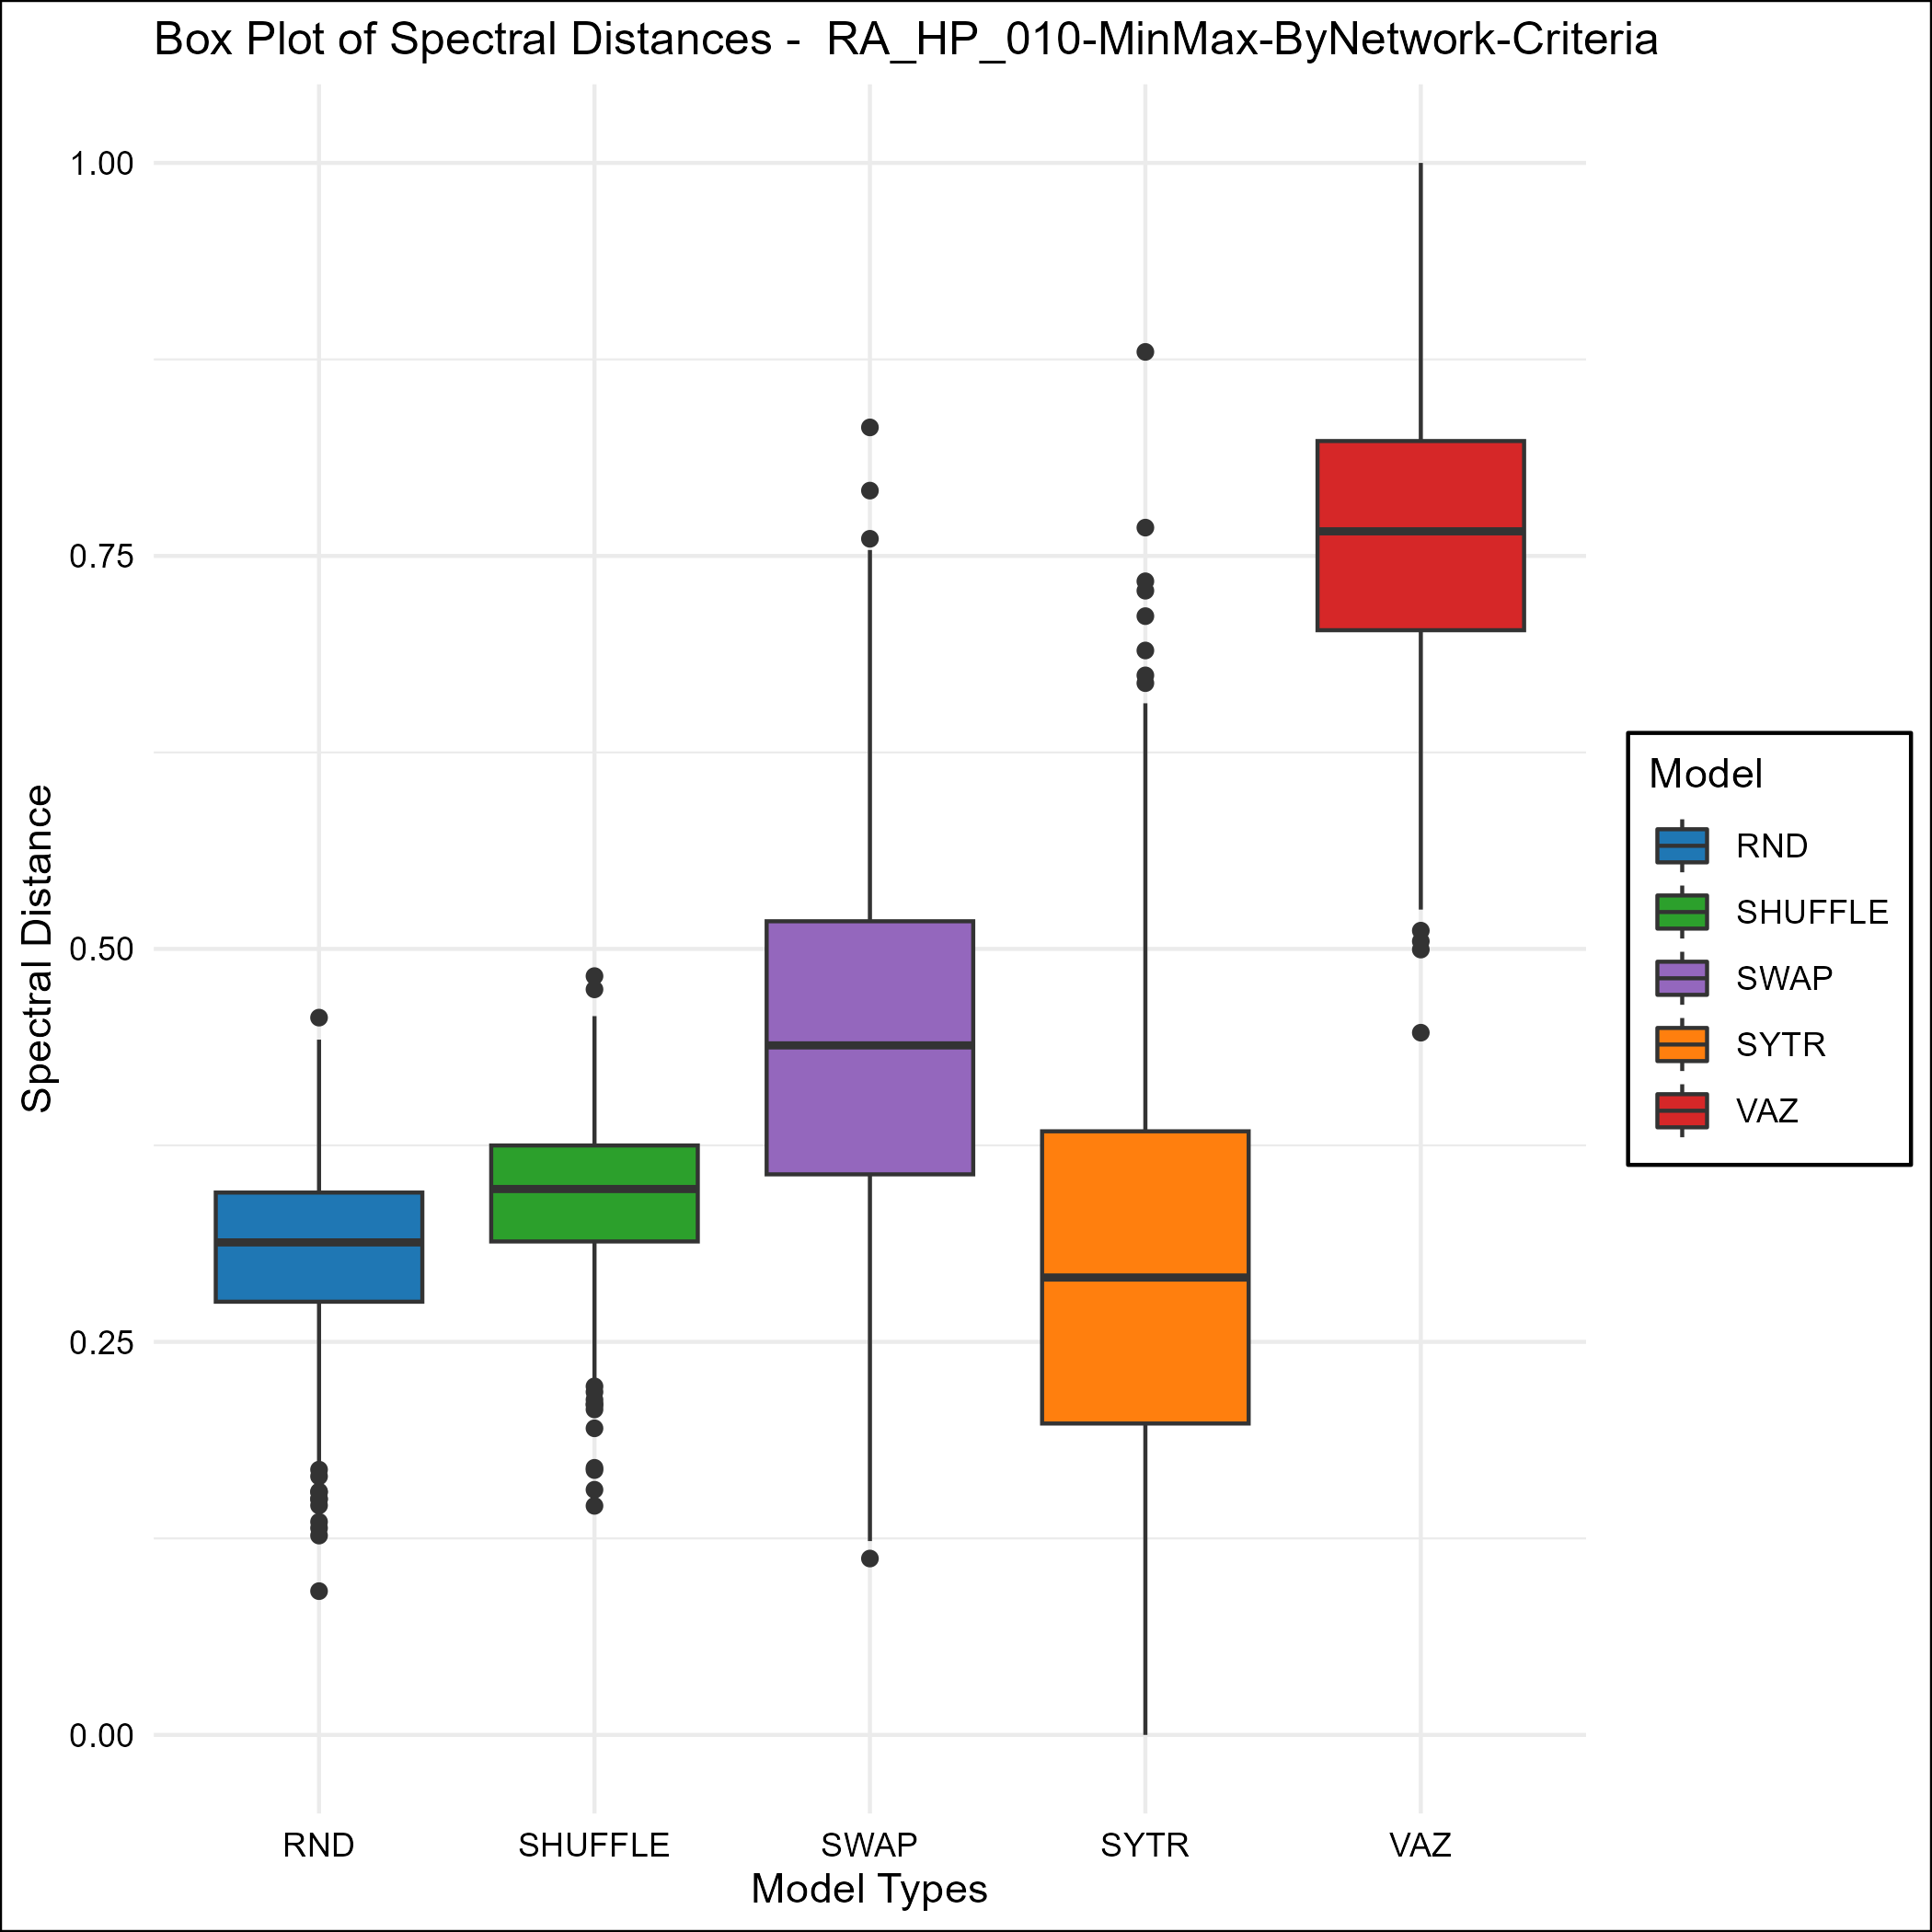 Box Plot of Spectral Distances -  RA_HP_010-MinMax-ByNetwork-Criteria
Spectral Distance
1.00
0.75
0.50
0.25
0.00
RND
SHUFFLE
SWAP
SYTR
VAZ
Model Types
Model
RND
SHUFFLE
SWAP
SYTR
VAZ